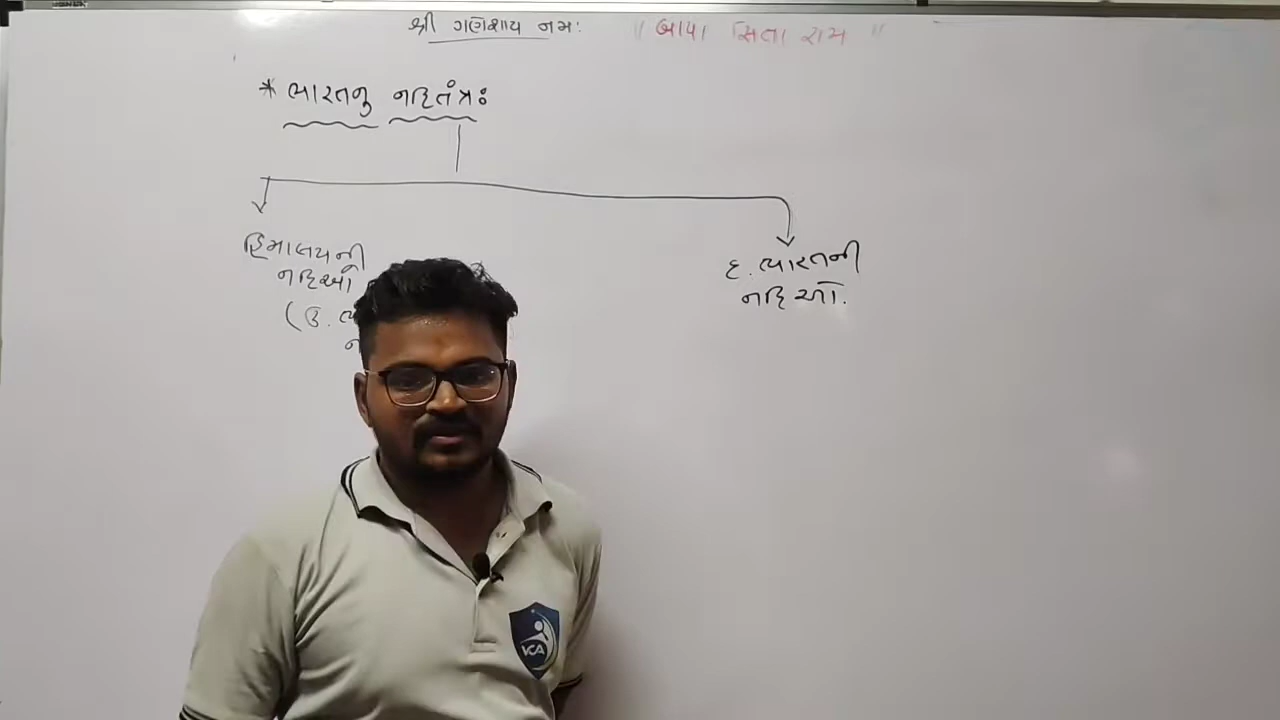 શ્રી ગણેશાય નમઃ
|| બાપા સિતા રામ ||
* ભારતનુ નદિતંત્રઃ
હિમાલયની
નદિઓ
(ઉ.
ન
દ. ભારતની
નદિઓ.
VCA